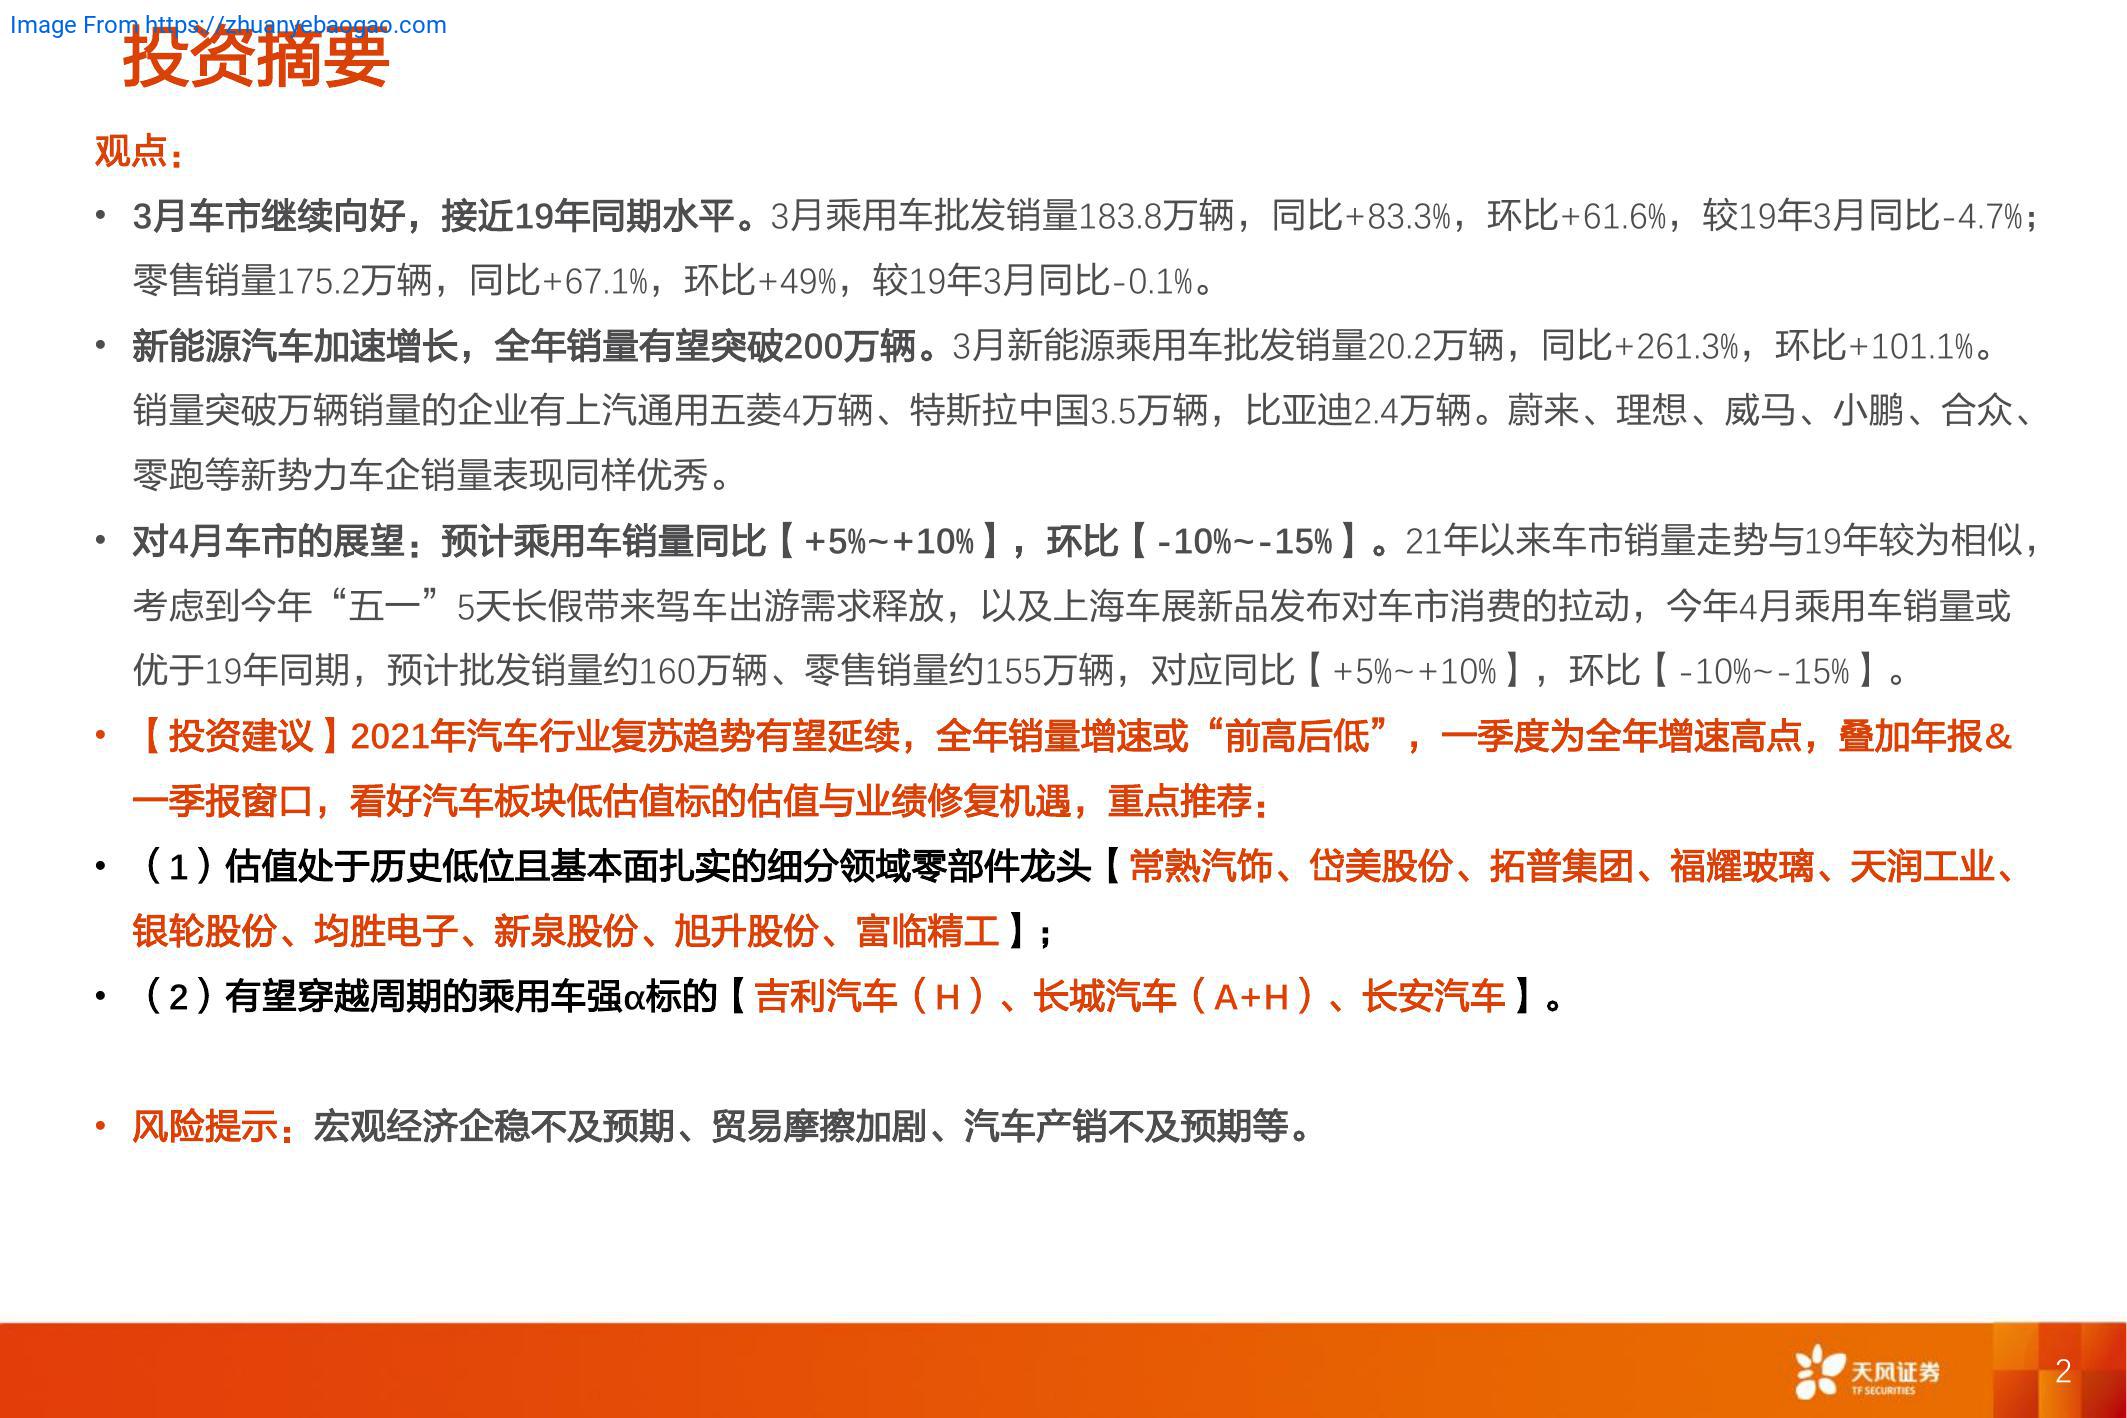 Image From https://zhuanyebaogao.com
投资摘要
观点：
• 3月车市继续向好，接近19年同期水平。3月乘用车批发销量183.8万辆，同比+83.3%，环比+61.6%，较19年3月同比-4.7%；
零售销量175.2万辆，同比+67.1%，环比+49%，较19年3月同比-0.1%。
• 新能源汽车加速增长，全年销量有望突破200万辆。3月新能源乘用车批发销量20.2万辆，同比+261.3%，环比+101.1%。
销量突破万辆销量的企业有上汽通用五菱4万辆、特斯拉中国3.5万辆，比亚迪2.4万辆。蔚来、理想、威马、小鹏、合众、
零跑等新势力车企销量表现同样优秀。
• 对4月车市的展望：预计乘用车销量同比【+5%~+10%】，环比【-10%~-15%】。21年以来车市销量走势与19年较为相似，
考虑到今年“五一”5天长假带来驾车出游需求释放，以及上海车展新品发布对车市消费的拉动，今年4月乘用车销量或
优于19年同期，预计批发销量约160万辆、零售销量约155万辆，对应同比【+5%~+10%】，环比【-10%~-15%】。
• 【投资建议】2021年汽车行业复苏趋势有望延续，全年销量增速或“前高后低”，一季度为全年增速高点，叠加年报&
一季报窗口，看好汽车板块低估值标的估值与业绩修复机遇，重点推荐：
• （1）估值处于历史低位且基本面扎实的细分领域零部件龙头【常熟汽饰、岱美股份、拓普集团、福耀玻璃、天润工业、
银轮股份、均胜电子、新泉股份、旭升股份、富临精工】；
• （2）有望穿越周期的乘用车强α标的【吉利汽车（H）、长城汽车（A+H）、长安汽车】。
• 风险提示：宏观经济企稳不及预期、贸易摩擦加剧、汽车产销不及预期等。
天风证券
TF SECURITIES
2